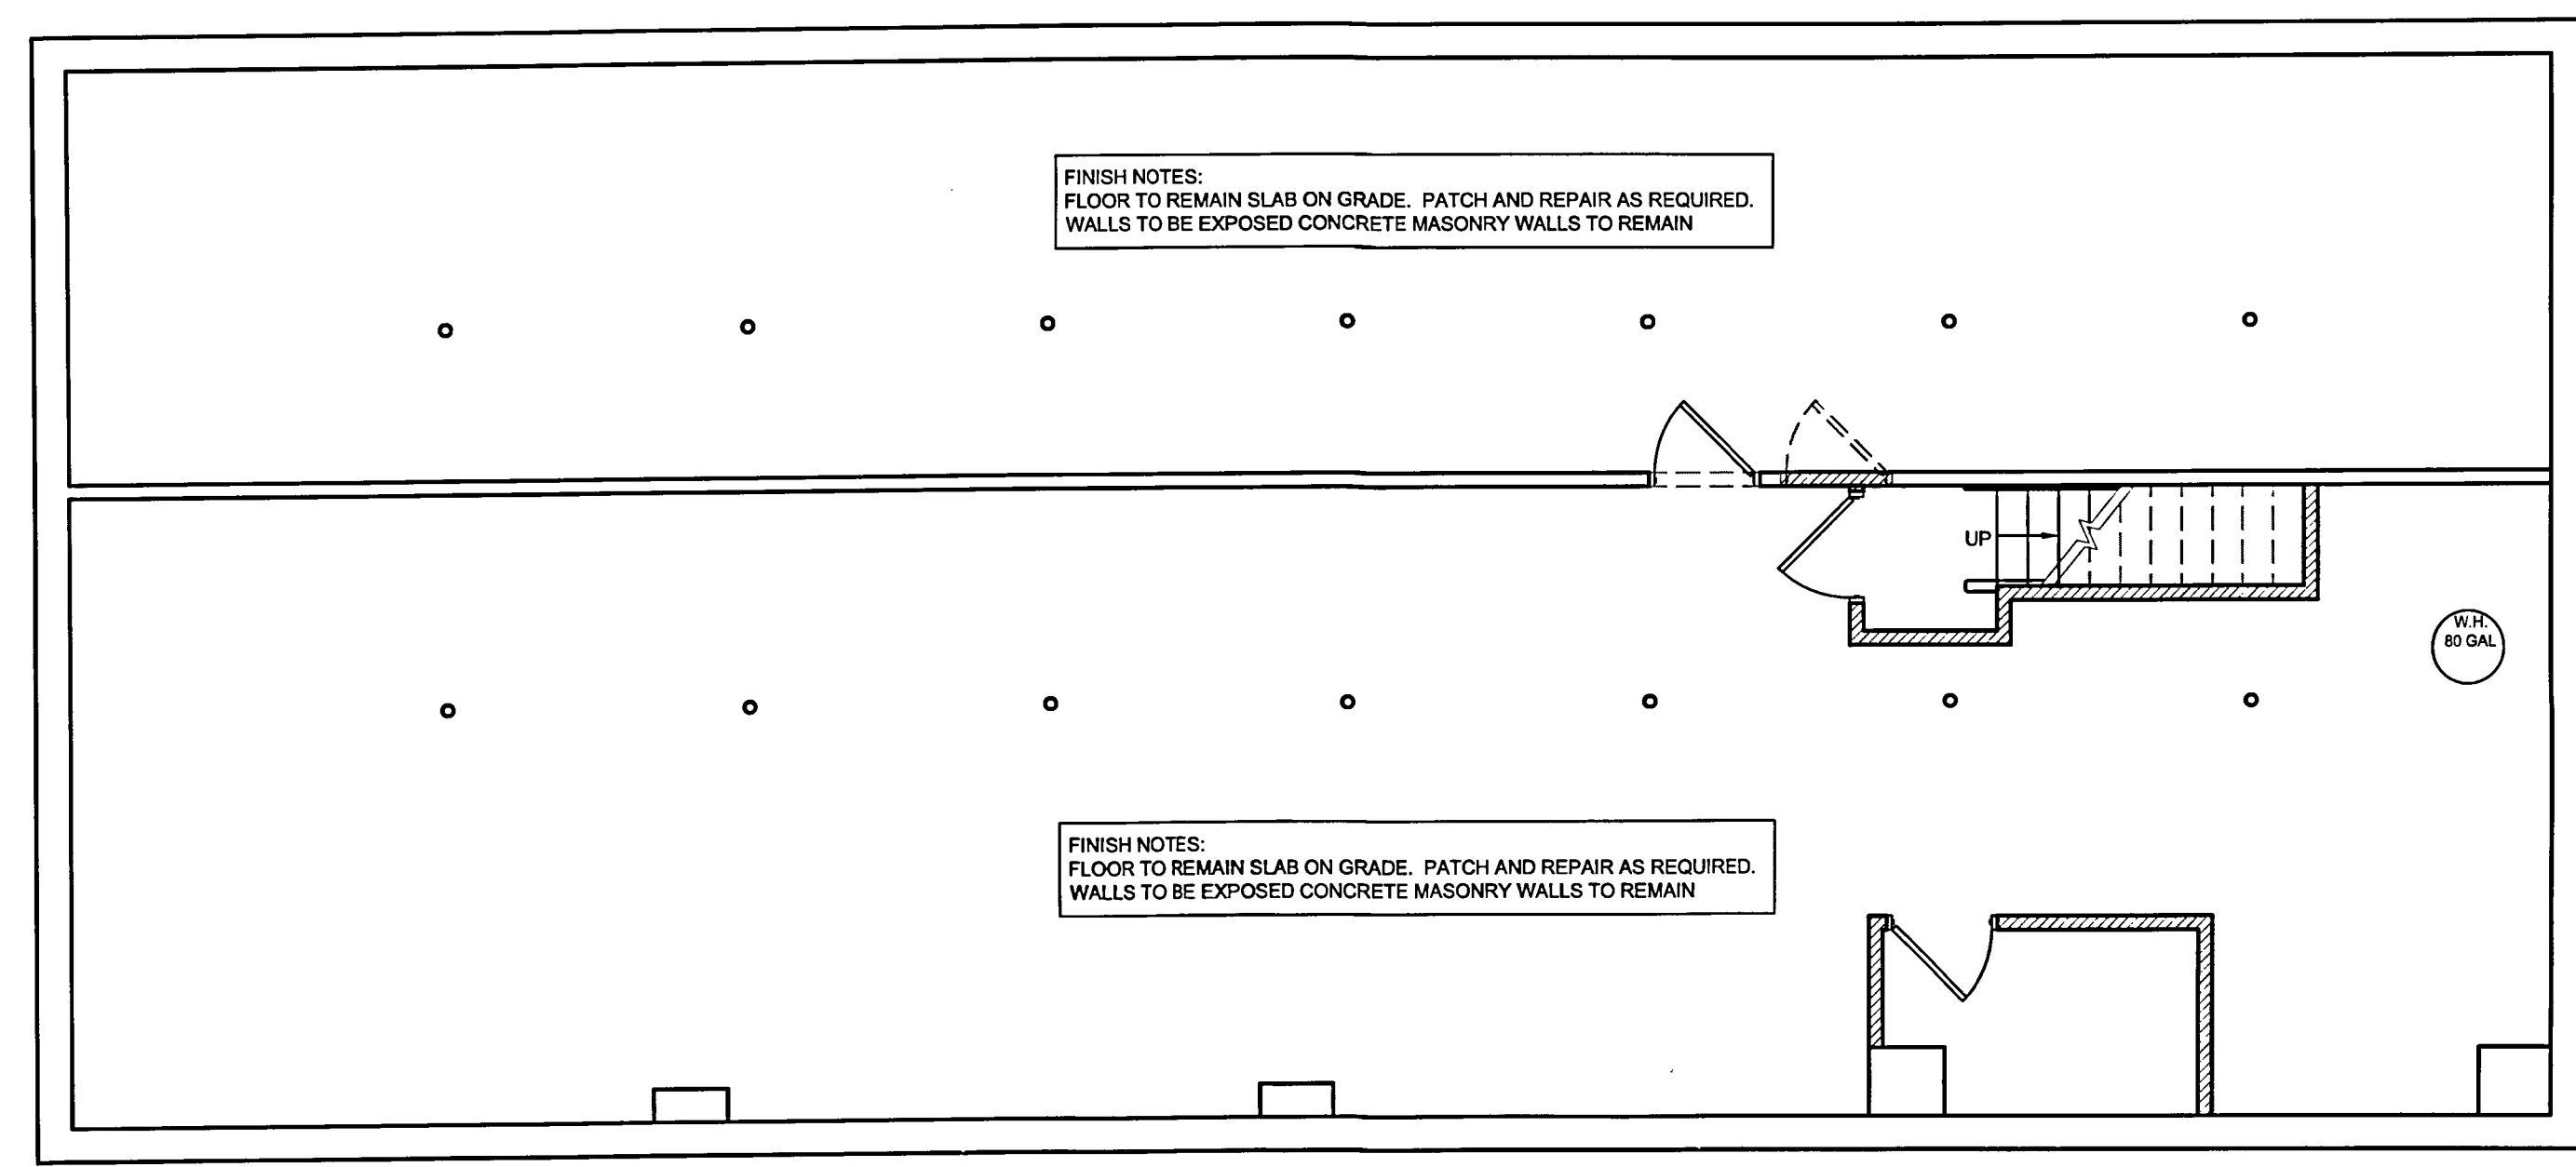 FINISH NOTES:
FLOOR TO REMAIN SLAB ON GRADE. PATCH AND REPAIR AS REQUIRED.
WALLS TO BE EXPOSED CONCRETE MASONRY WALLS TO REMAIN
UP
W.H.
80 GAL
FINISH NOTES:
FLOOR TO REMAIN SLAB ON GRADE. PATCH AND REPAIR AS REQUIRED.
WALLS TO BE EXPOSED CONCRETE MASONRY WALLS TO REMAIN